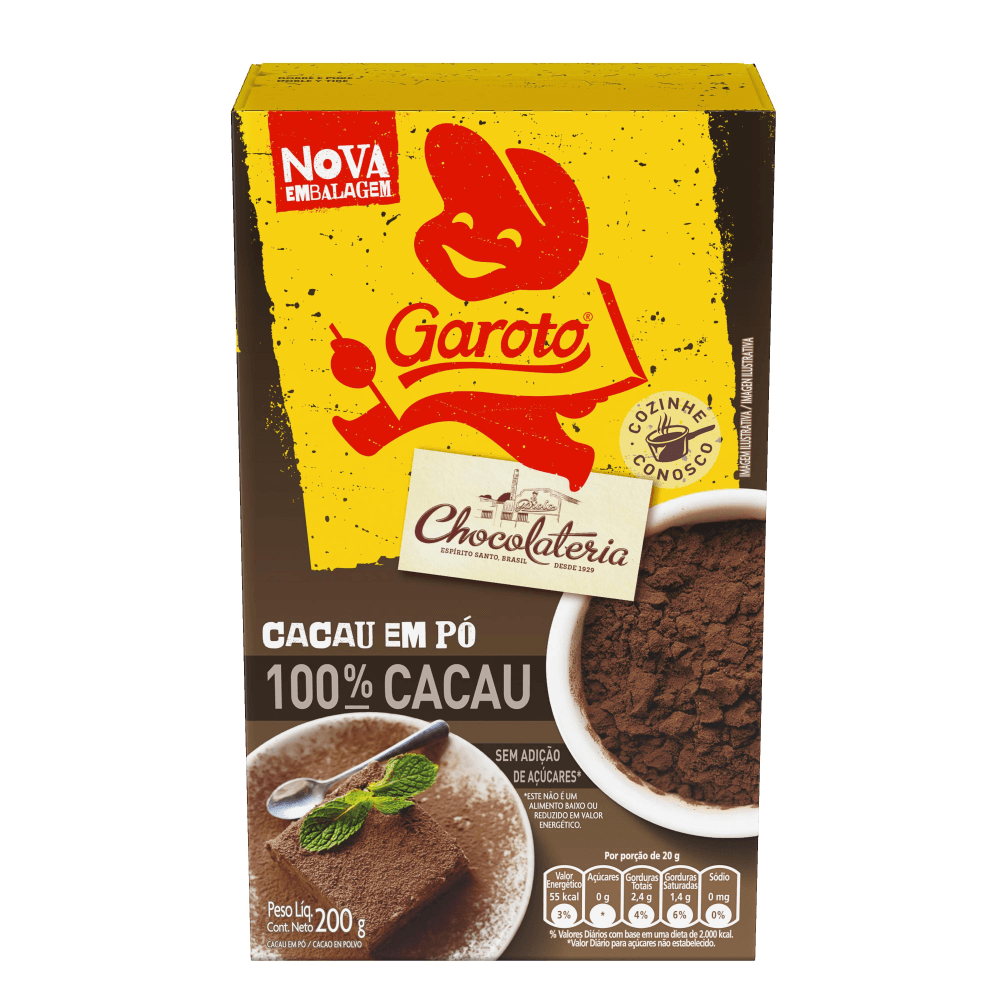 NOVA
EMBALAGEM
Garoto®
COZINHE
CONOSCO
IMAGEM ILUSTRATIVA / IMAGEN ILUSTRATIVA
Chocolateria
ESPÍRITO SANTO, BRASIL DESDE 1929
CACAU EM PÓ
100% CACAU
SEM ADIÇÃO
DE AÇÚCARES*
*ESTE NÃO É UM
ALIMENTO BAIXO OU
REDUZIDO EM VALOR
ENERGÉTICO.
Por porção de 20 g
Valor Energético 55 kcal 3%
Açúcares 0 g *
Gorduras Totais 2,4 g 4%
Gorduras Saturadas 1,4 g 6%
Sódio 0 mg 0%
% Valores Diários com base em uma dieta de 2.000 kcal.
*Valor Diário para açúcares não estabelecido.
Peso Líq.
Cont. Neto 200 g
CACAU EM PÓ / CACAO EN POLVO